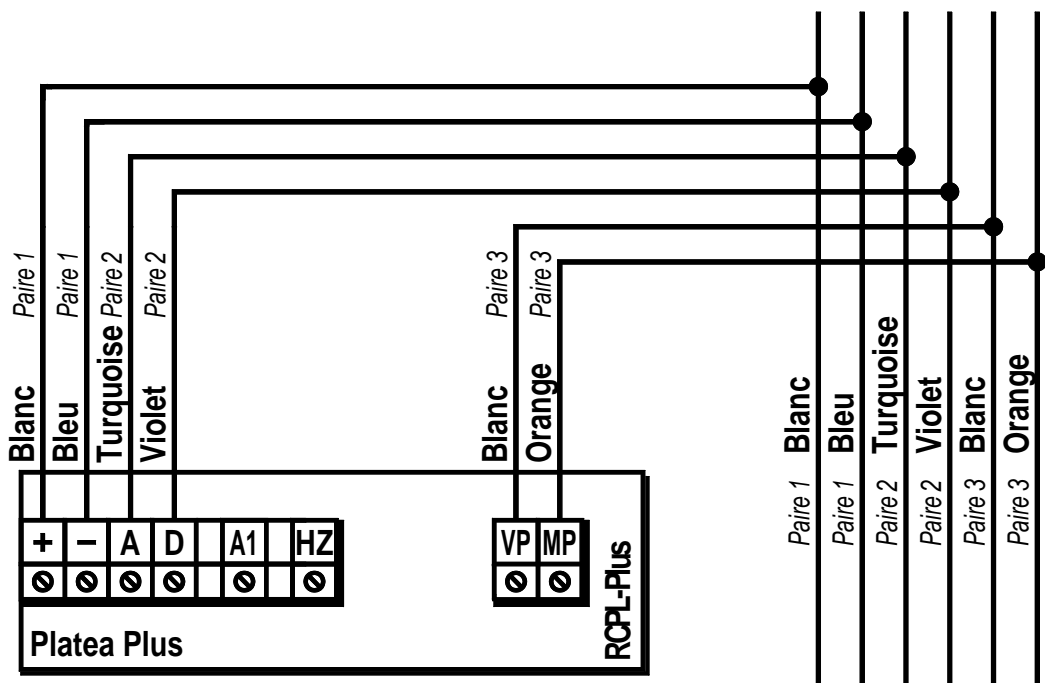 Paire 1 Blanc
Paire 1 Bleu
Paire 2 Turquoise
Paire 2 Violet
Paire 3 Blanc
Paire 3 Orange
+ − A D A1 HZ
VP MP
RCPL-Plus
Platea Plus
Paire 1 Blanc
Paire 1 Bleu
Paire 2 Turquoise
Paire 2 Violet
Paire 3 Blanc
Paire 3 Orange